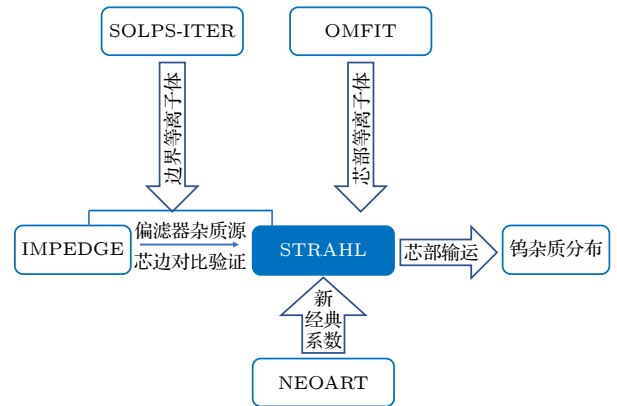 SOLPS-ITER
OMFIT
边界等离子体
芯部等离子体
IMPEDGE
偏滤器杂质源
芯边对比验证
STRAHL
芯部输运
钨杂质分布
新
经典
系数
NEOART